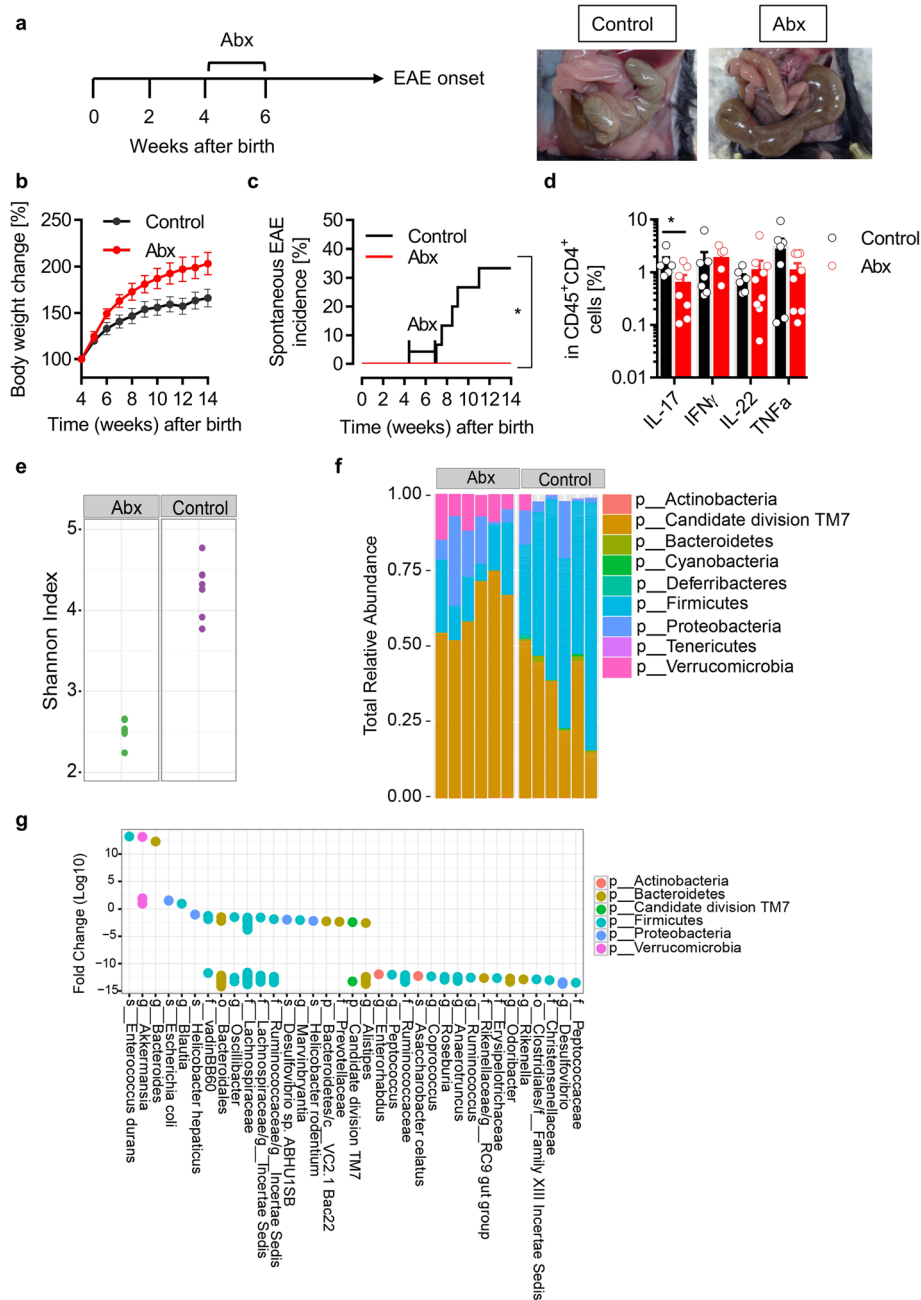 a
Abx
EAE onset
0 2 4 6
Weeks after birth
Control
Abx
b
Body weight change [%]
250
200
150
100
Control
Abx
4 6 8 10 12 14
Time (weeks) after birth
c
Spontaneous EAE
incidence [%]
50
40
30
20
10
0
Control
Abx
Abx
*
0 2 4 6 8 10 12 14
Time (weeks) after birth
d
in CD45⁺CD4⁺
cells [%]
10
1
0.1
0.01
*
Control
Abx
IL-17
IFNγ
IL-22
TNFa
e
Abx
Control
Shannon Index
5
4
3
2
f
Abx
Control
Total Relative Abundance
1.00
0.75
0.50
0.25
0.00
p__Actinobacteria
p__Candidate division TM7
p__Bacteroidetes
p__Cyanobacteria
p__Deferribacteres
p__Firmicutes
p__Proteobacteria
p__Tenericutes
p__Verrucomicrobia
g
Fold Change (Log10)
10
5
0
−5
−10
−15
p__Actinobacteria
p__Bacteroidetes
p__Candidate division TM7
p__Firmicutes
p__Proteobacteria
p__Verrucomicrobia
s__Enterococcus durans
g__Akkermansia
g__Bacteroides
s__Escherichia coli
g__Blautia
s__Helicobacter hepaticus
f__vadinBB60
o__Bacteroidales
g__Oscillibacter
f__Lachnospiraceae
f__Lachnospiraceae/g__Incertae Sedis
f__Ruminococcaceae/g__Incertae Sedis
s__Desulfovibrio sp. ABHU1SB
g__Marvinbryantia
s__Helicobacter rodentium
p__Bacteroidetes/c__VC2.1 Bac22
f__Prevotellaceae
p__Candidate division TM7
g__Alistipes
g__Enterorhabdus
g__Peptococcus
f__Ruminococcaceae
s__Asaccharobacter celatus
g__Coprococcus
g__Roseburia
g__Anaerotruncus
g__Ruminococcus
f__Rikenellaceae/g__RC9 gut group
f__Erysipelotrichaceae
g__Odoribacter
g__Rikenella
o__Clostridiales/f__Family XIII Incertae Sedis
f__Christensenellaceae
g__Desulfovibrio
f__Peptococcaceae